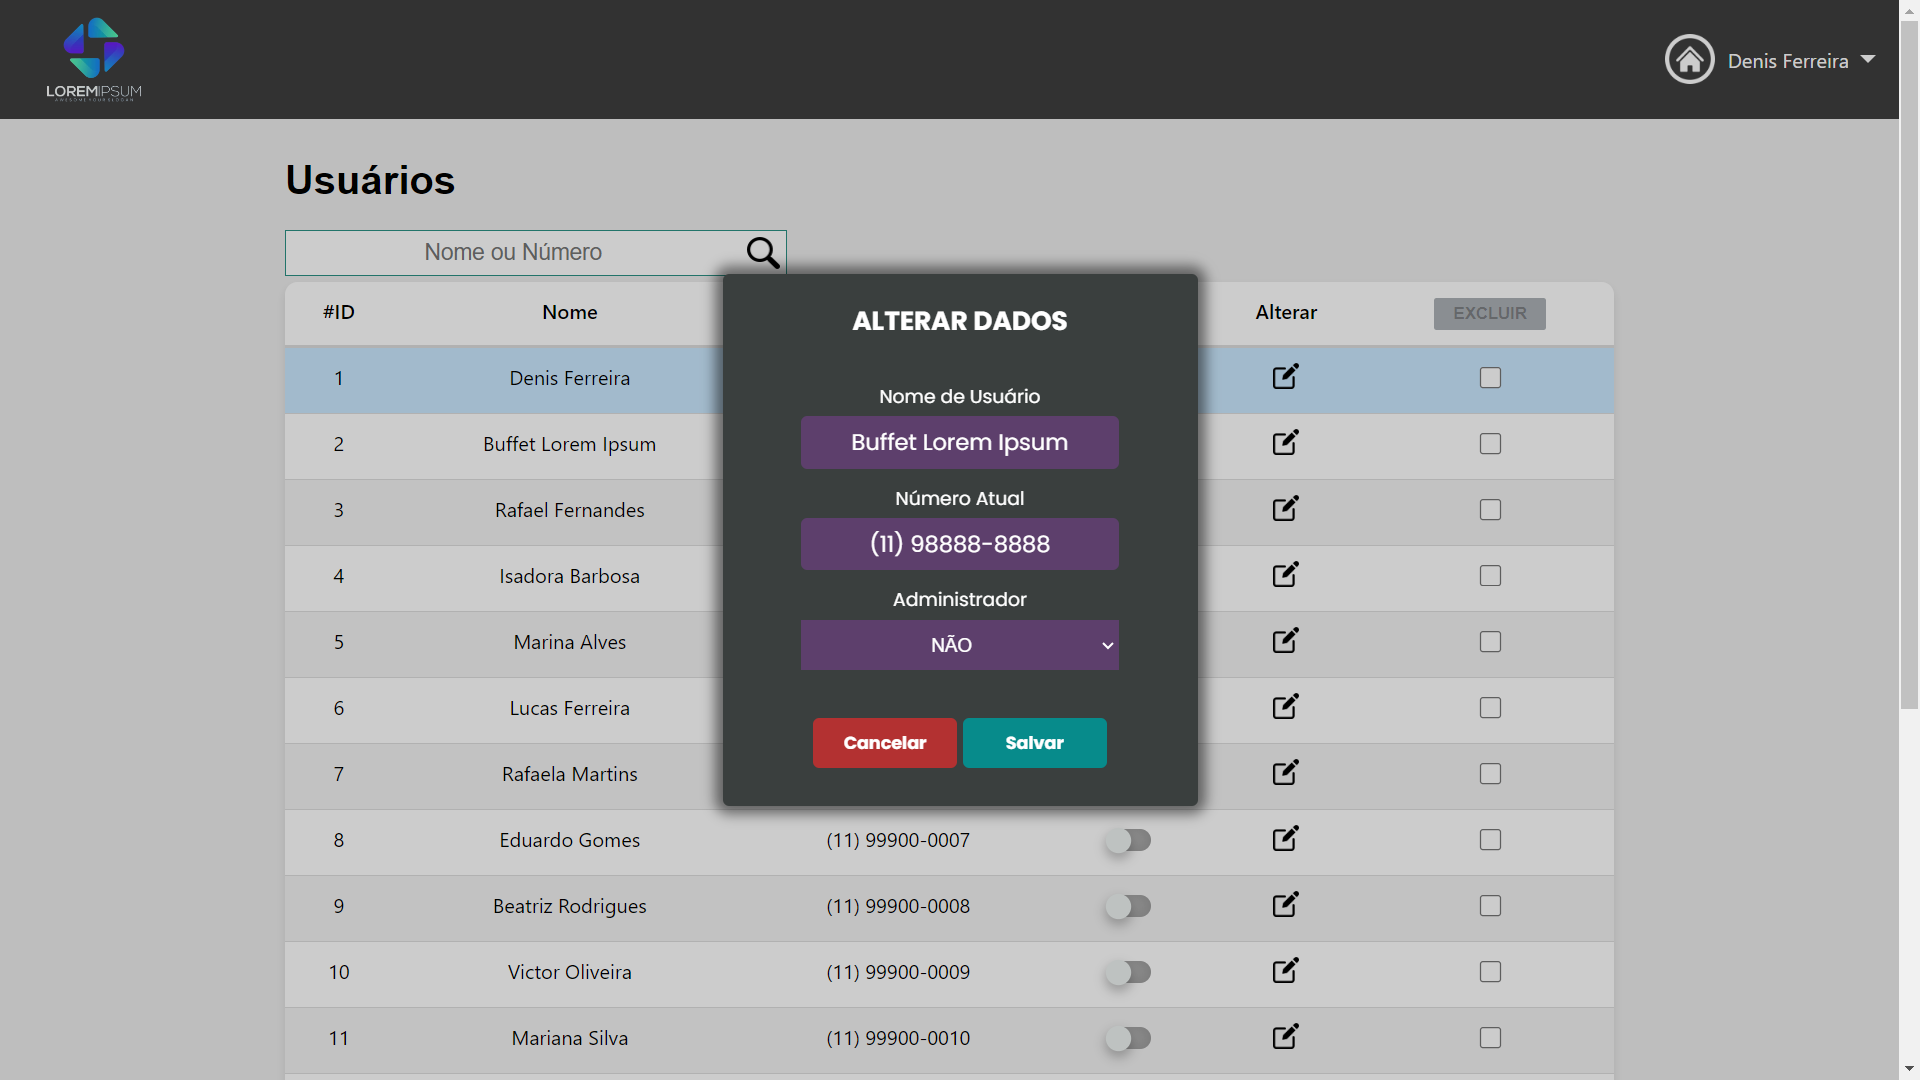 LOREMIPSUM
Denis Ferreira
Usuários
Nome ou Número
#ID Nome Alterar EXCLUIR
1 Denis Ferreira
2 Buffet Lorem Ipsum
3 Rafael Fernandes
4 Isadora Barbosa
5 Marina Alves
6 Lucas Ferreira
7 Rafaela Martins
8 Eduardo Gomes (11) 99900-0007
9 Beatriz Rodrigues (11) 99900-0008
10 Victor Oliveira (11) 99900-0009
11 Mariana Silva (11) 99900-0010
ALTERAR DADOS
Nome de Usuário
Buffet Lorem Ipsum
Número Atual
(11) 98888-8888
Administrador
NÃO
Cancelar Salvar